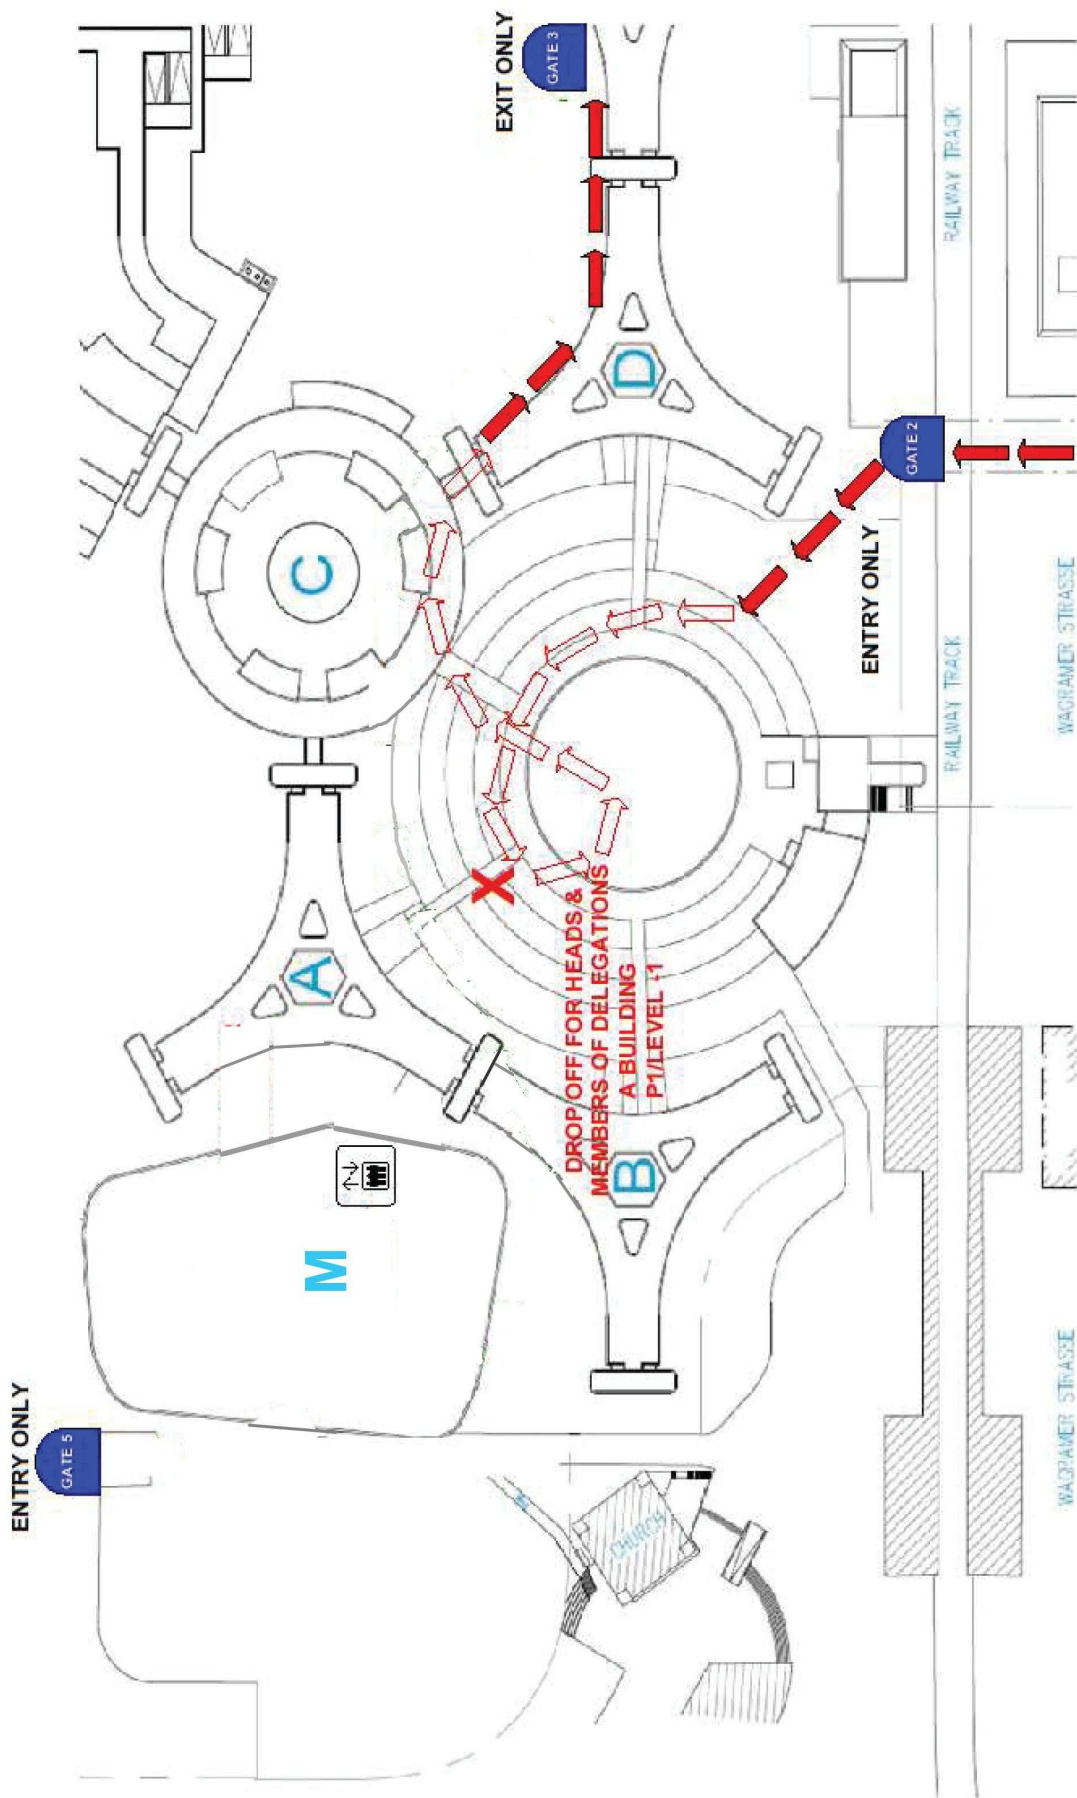 ENTRY ONLY
GATE 5
M
CHURCH
M
A
B
C
D
DROP OFF FOR HEADS &
MEMBERS OF DELEGATIONS
A BUILDING
P1/LEVEL -1
X
EXIT ONLY
GATE 3
ENTRY ONLY
GATE 2
RAILWAY TRACK
RAILWAY TRACK
WAGRAMER STRASSE
WAGRAMER STRASSE